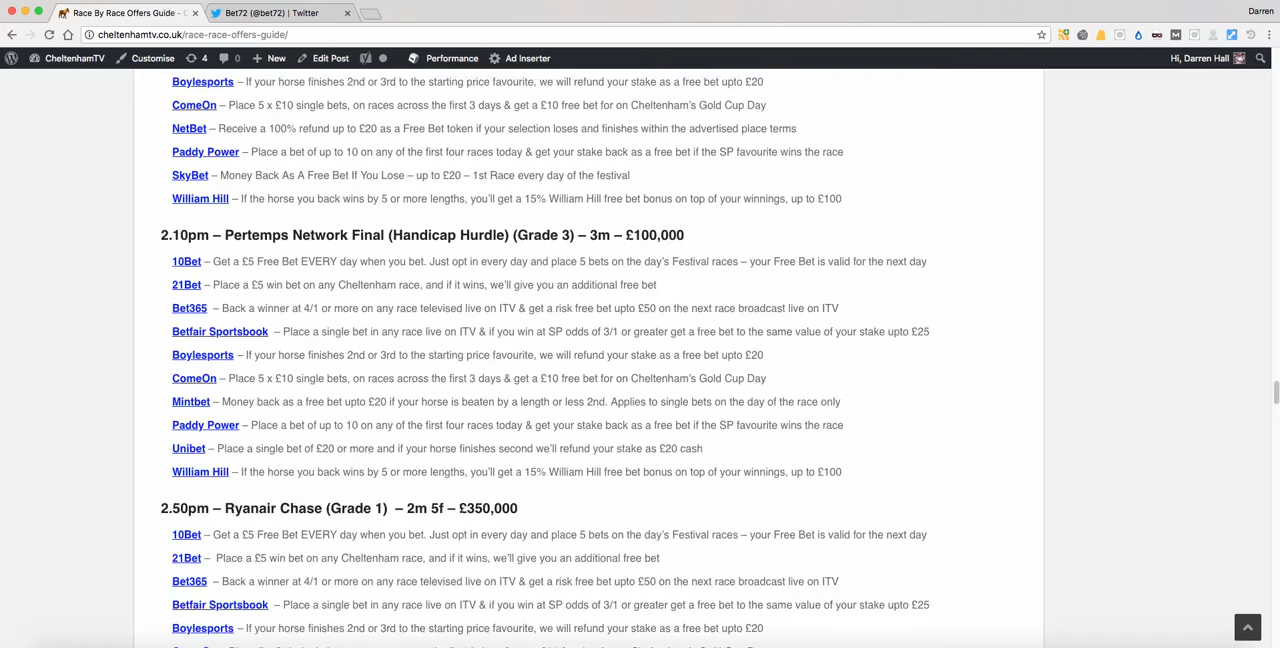 Race By Race Offers Guide - C
Bet72 (@bet72) | Twitter
Darren
cheltenhamtv.co.uk/race-race-offers-guide/
CheltenhamTV Customise 4 0 New Edit Post Performance Ad Inserter Hi, Darren Hall
Boylesports – If your horse finishes 2nd or 3rd to the starting price favourite, we will refund your stake as a free bet upto £20
ComeOn – Place 5 x £10 single bets, on races across the first 3 days & get a £10 free bet for on Cheltenham's Gold Cup Day
NetBet – Receive a 100% refund up to £20 as a Free Bet token if your selection loses and finishes within the advertised place terms
Paddy Power – Place a bet of up to 10 on any of the first four races today & get your stake back as a free bet if the SP favourite wins the race
SkyBet – Money Back As A Free Bet If You Lose – up to £20 – 1st Race every day of the festival
William Hill – If the horse you back wins by 5 or more lengths, you'll get a 15% William Hill free bet bonus on top of your winnings, up to £100
2.10pm – Pertemps Network Final (Handicap Hurdle) (Grade 3) – 3m – £100,000
10Bet – Get a £5 Free Bet EVERY day when you bet. Just opt in every day and place 5 bets on the day's Festival races – your Free Bet is valid for the next day
21Bet – Place a £5 win bet on any Cheltenham race, and if it wins, we'll give you an additional free bet
Bet365 – Back a winner at 4/1 or more on any race televised live on ITV & get a risk free bet upto £50 on the next race broadcast live on ITV
Betfair Sportsbook – Place a single bet in any race live on ITV & if you win at SP odds of 3/1 or greater get a free bet to the same value of your stake upto £25
Boylesports – If your horse finishes 2nd or 3rd to the starting price favourite, we will refund your stake as a free bet upto £20
ComeOn – Place 5 x £10 single bets, on races across the first 3 days & get a £10 free bet for on Cheltenham's Gold Cup Day
Mintbet – Money back as a free bet upto £20 if your horse is beaten by a length or less 2nd. Applies to single bets on the day of the race only
Paddy Power – Place a bet of up to 10 on any of the first four races today & get your stake back as a free bet if the SP favourite wins the race
Unibet – Place a single bet of £20 or more and if your horse finishes second we'll refund your stake as £20 cash
William Hill – If the horse you back wins by 5 or more lengths, you'll get a 15% William Hill free bet bonus on top of your winnings, up to £100
2.50pm – Ryanair Chase (Grade 1) – 2m 5f – £350,000
10Bet – Get a £5 Free Bet EVERY day when you bet. Just opt in every day and place 5 bets on the day's Festival races – your Free Bet is valid for the next day
21Bet – Place a £5 win bet on any Cheltenham race, and if it wins, we'll give you an additional free bet
Bet365 – Back a winner at 4/1 or more on any race televised live on ITV & get a risk free bet upto £50 on the next race broadcast live on ITV
Betfair Sportsbook – Place a single bet in any race live on ITV & if you win at SP odds of 3/1 or greater get a free bet to the same value of your stake upto £25
Boylesports – If your horse finishes 2nd or 3rd to the starting price favourite, we will refund your stake as a free bet upto £20